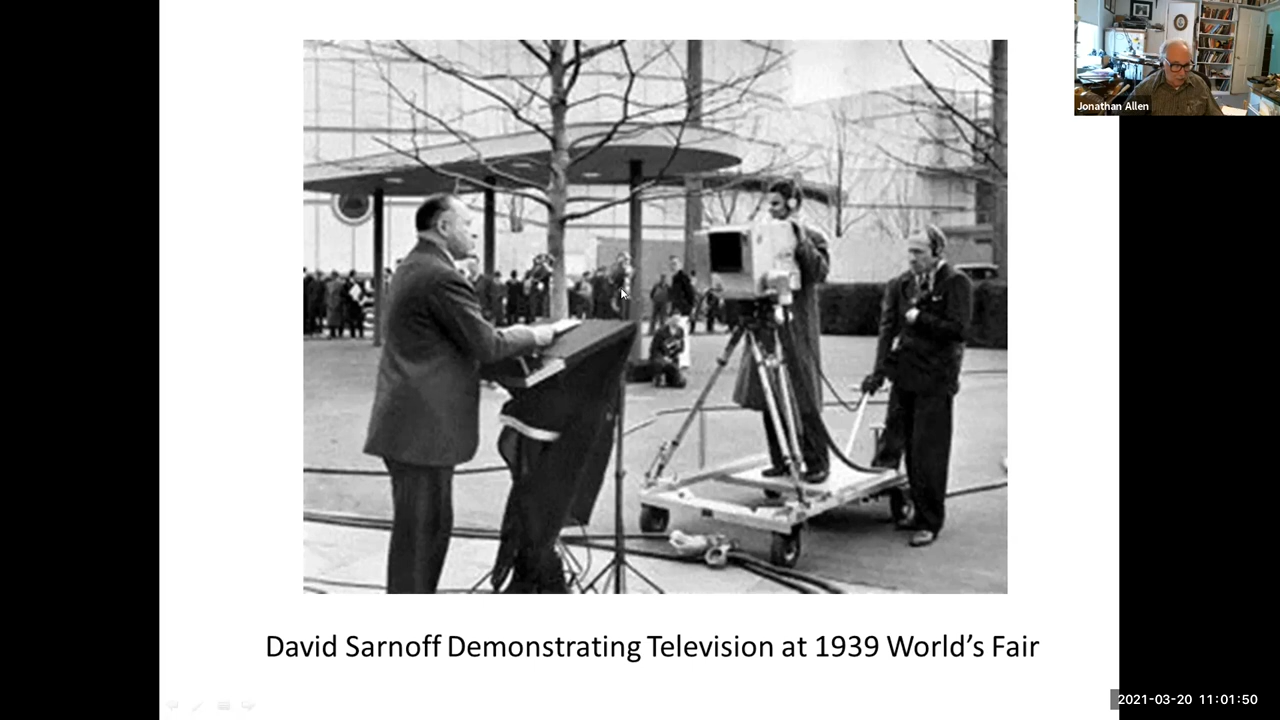 Jonathan Allen
David Sarnoff Demonstrating Television at 1939 World's Fair
2021-03-20 11:01:50